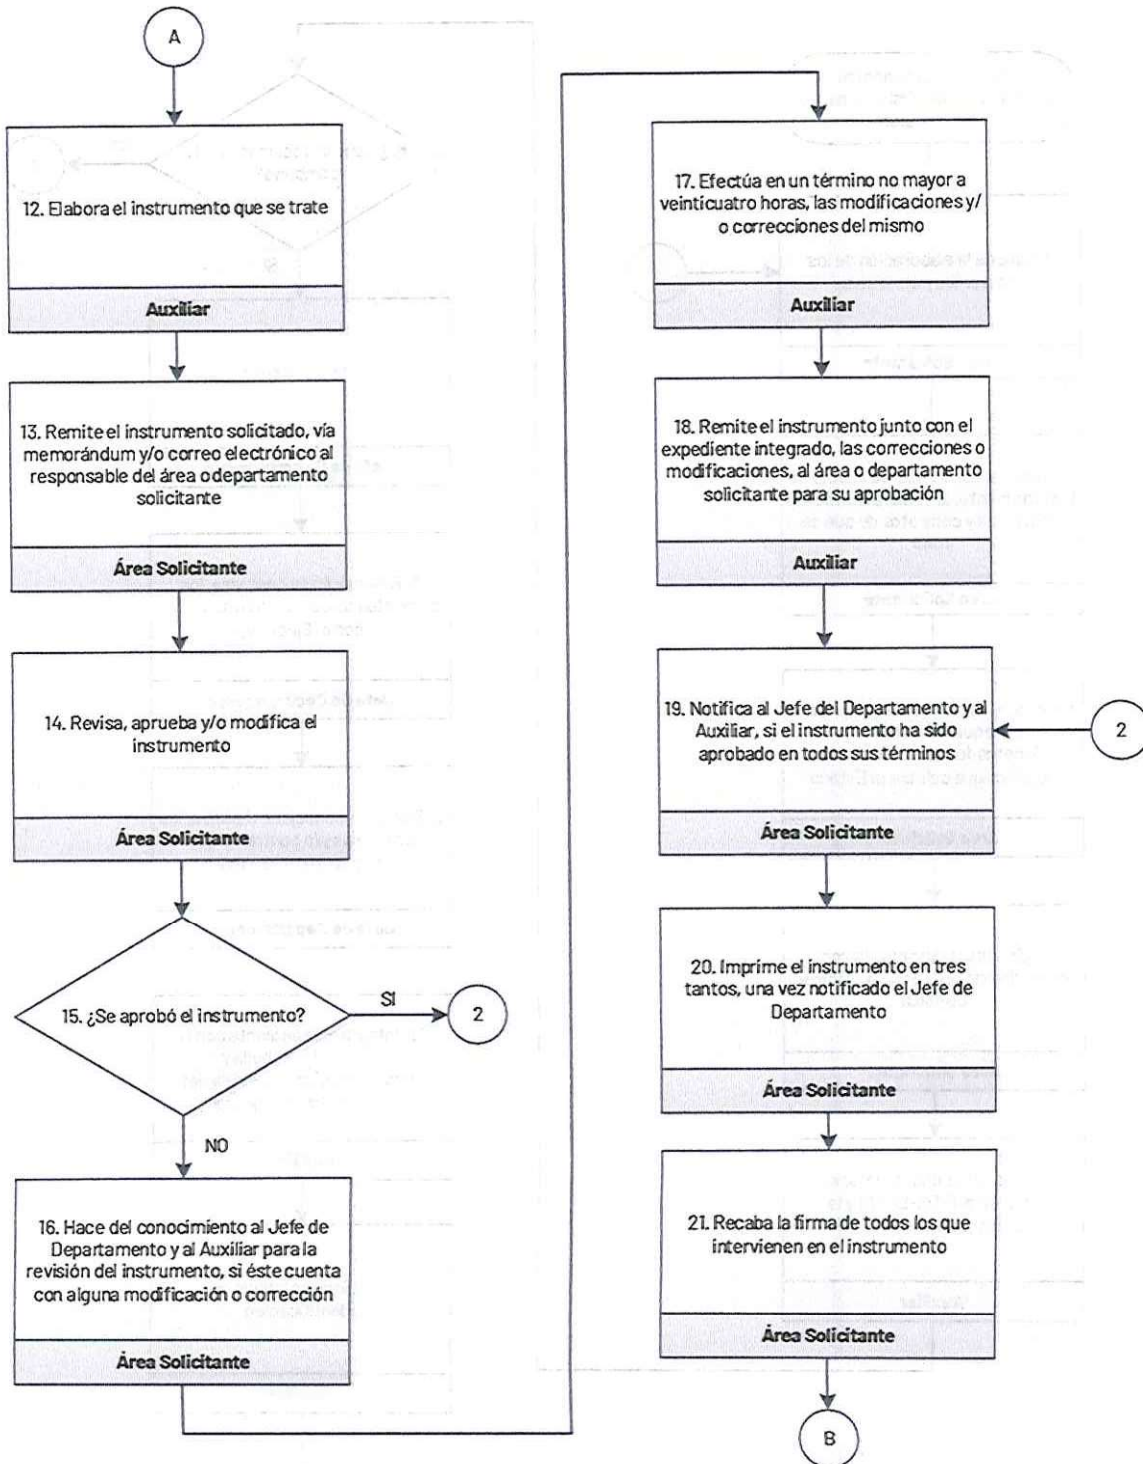 A
12. Elabora el instrumento que se trate
Auxiliar
13. Remite el instrumento solicitado, vía
memorándum y/o correo electrónico al
responsable del área o departamento
solicitante
Área Solicitante
14. Revisa, aprueba y/o modifica el
instrumento
Área Solicitante
15. ¿Se aprobó el instrumento?
SI
2
NO
16. Hace del conocimiento al Jefe de
Departamento y al Auxiliar para la
revisión del instrumento, si éste cuenta
con alguna modificación o corrección
Área Solicitante
17. Efectúa en un término no mayor a
veinticuatro horas, las modificaciones y/
o correcciones del mismo
Auxiliar
18. Remite el instrumento junto con el
expediente integrado, las correcciones o
modificaciones, al área o departamento
solicitante para su aprobación
Auxiliar
19. Notifica al Jefe del Departamento y al
Auxiliar, si el instrumento ha sido
aprobado en todos sus términos
Área Solicitante
2
20. Imprime el instrumento en tres
tantos, una vez notificado el Jefe de
Departamento
Área Solicitante
21. Recaba la firma de todos los que
intervienen en el instrumento
Área Solicitante
B